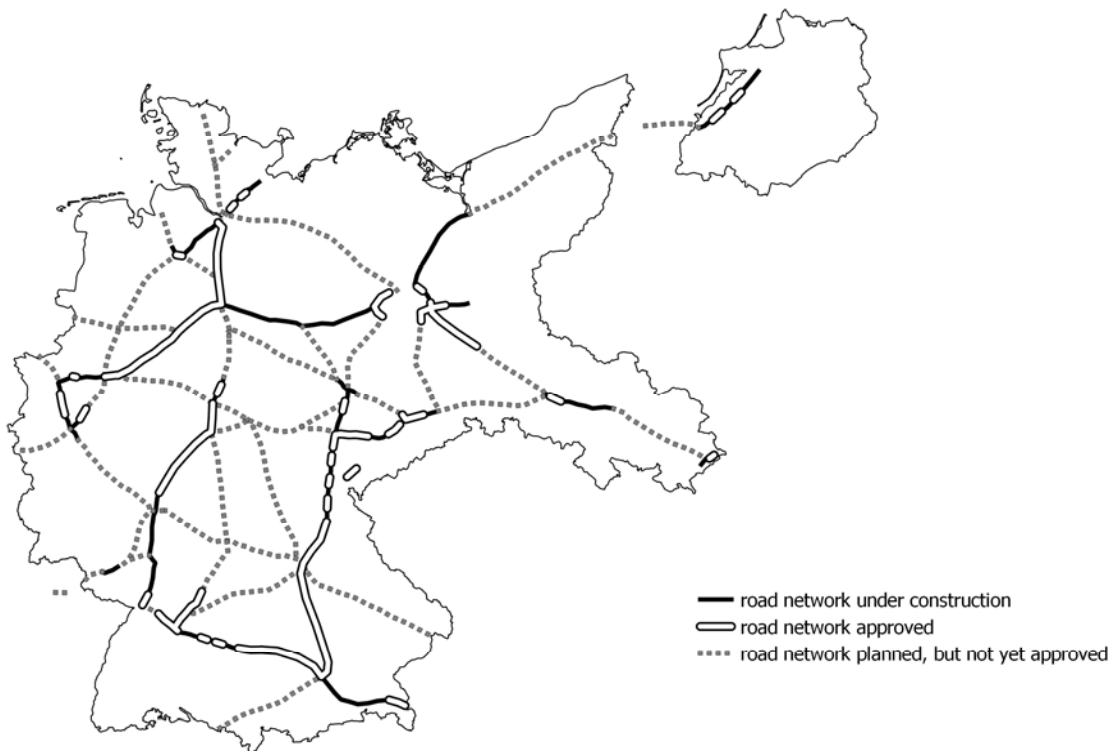 road network under construction
road network approved
road network planned, but not yet approved